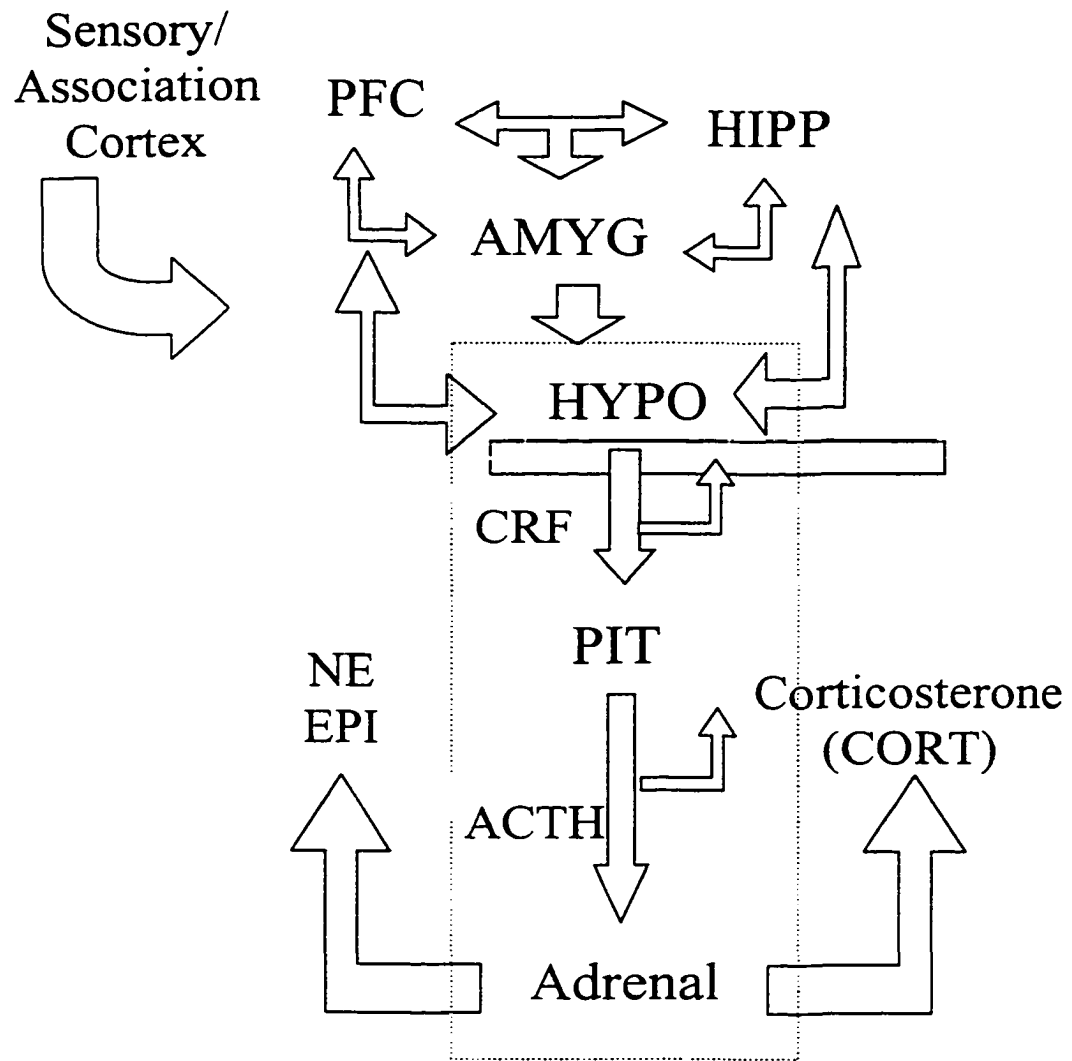 Sensory/
Association
Cortex
PFC
HIPP
AMYG
HYPO
CRF
PIT
NE
EPI
Corticosterone
(CORT)
ACTH
Adrenal